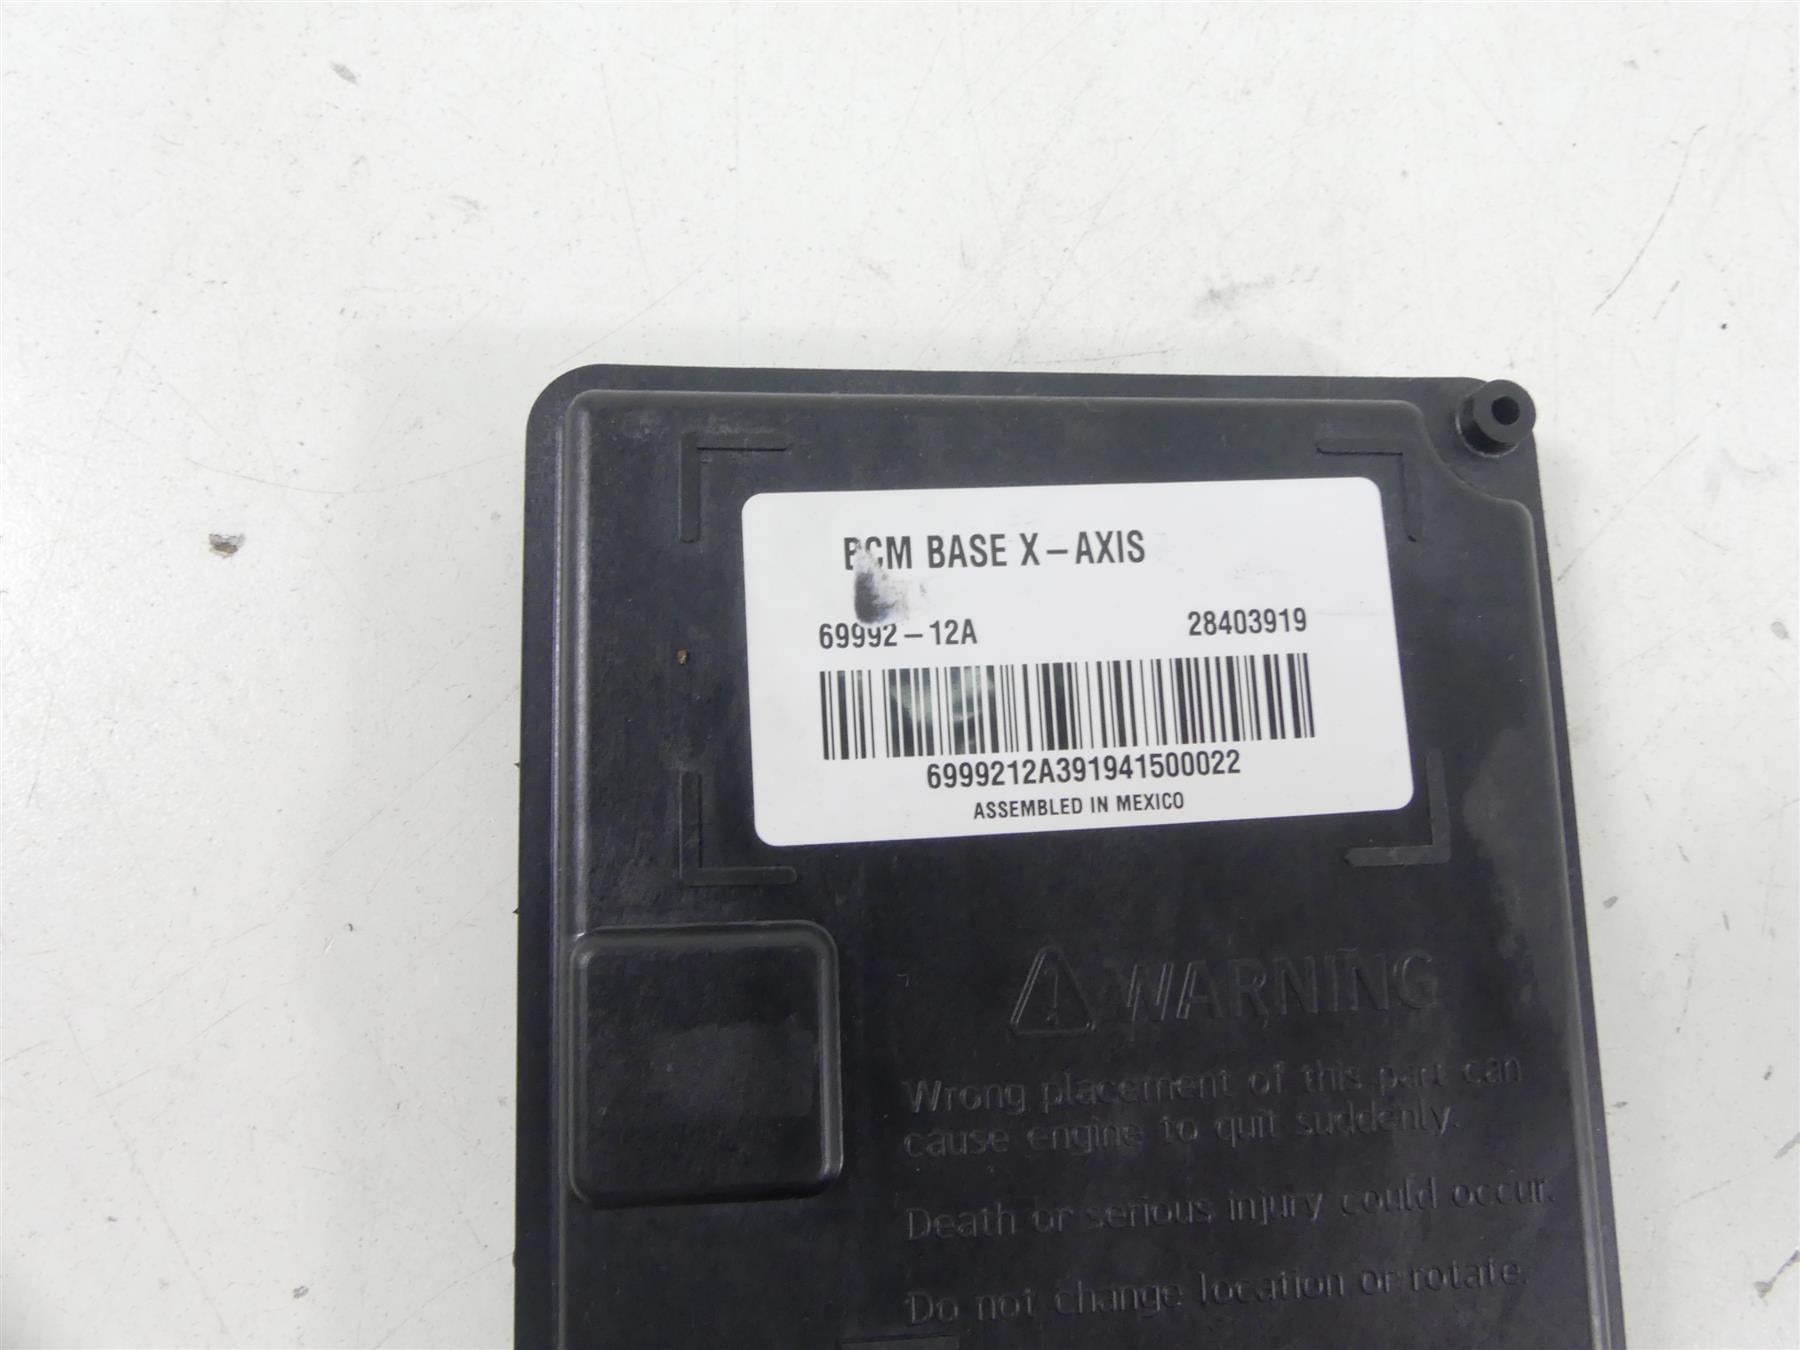 BCM BASE X-AXIS
69992-12A 28403919
6999212A391941500022
ASSEMBLED IN MEXICO
WARNING
Wrong placement of this part can
cause engine to quit suddenly.
Death or serious injury could occur.
Do not change location or rotate.